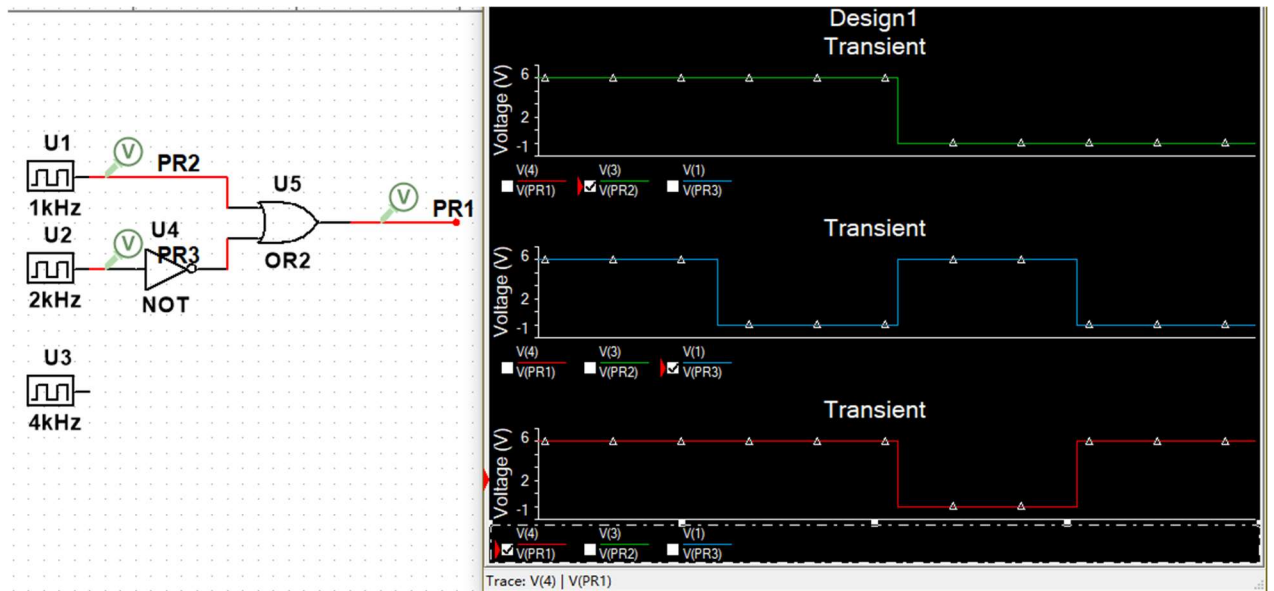 U1
V
PR2
1kHz
U5
V
PR1
U2
V
U4
PR3
OR2
2kHz
NOT
U3
4kHz
Design1
Transient
Voltage (V)
6
2
-1
V(4) V(3) V(1)
V(PR1) V(PR2) V(PR3)
Transient
Voltage (V)
6
2
-1
V(4) V(3) V(1)
V(PR1) V(PR2) V(PR3)
Transient
Voltage (V)
6
2
-1
V(4) V(3) V(1)
V(PR1) V(PR2) V(PR3)
Trace: V(4) | V(PR1)